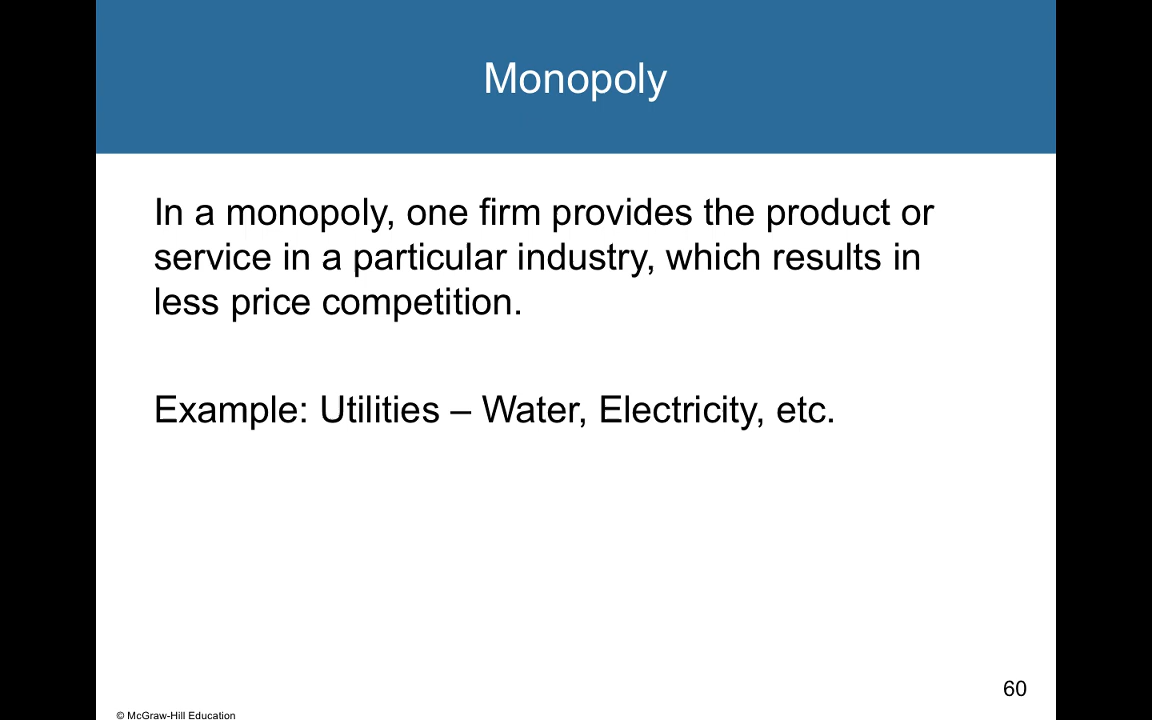 Monopoly
In a monopoly, one firm provides the product or
service in a particular industry, which results in
less price competition.
Example: Utilities – Water, Electricity, etc.
60
© McGraw-Hill Education